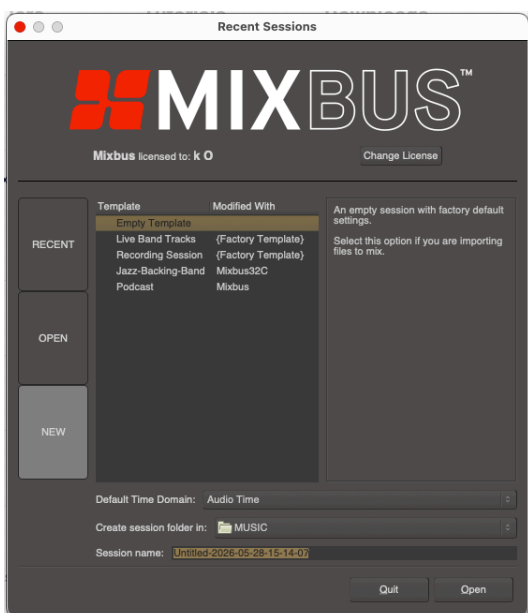 Recent Sessions
MIXBUS™
Mixbus licensed to: k O
Change License
Template Modified With
Empty Template
Live Band Tracks {Factory Template}
Recording Session {Factory Template}
Jazz-Backing-Band Mixbus32C
Podcast Mixbus
An empty session with factory default
settings.
Select this option if you are importing
files to mix.
RECENT
OPEN
NEW
Default Time Domain: Audio Time
Create session folder in: MUSIC
Session name: Untitled-2026-05-28-15-14-07
Quit
Open